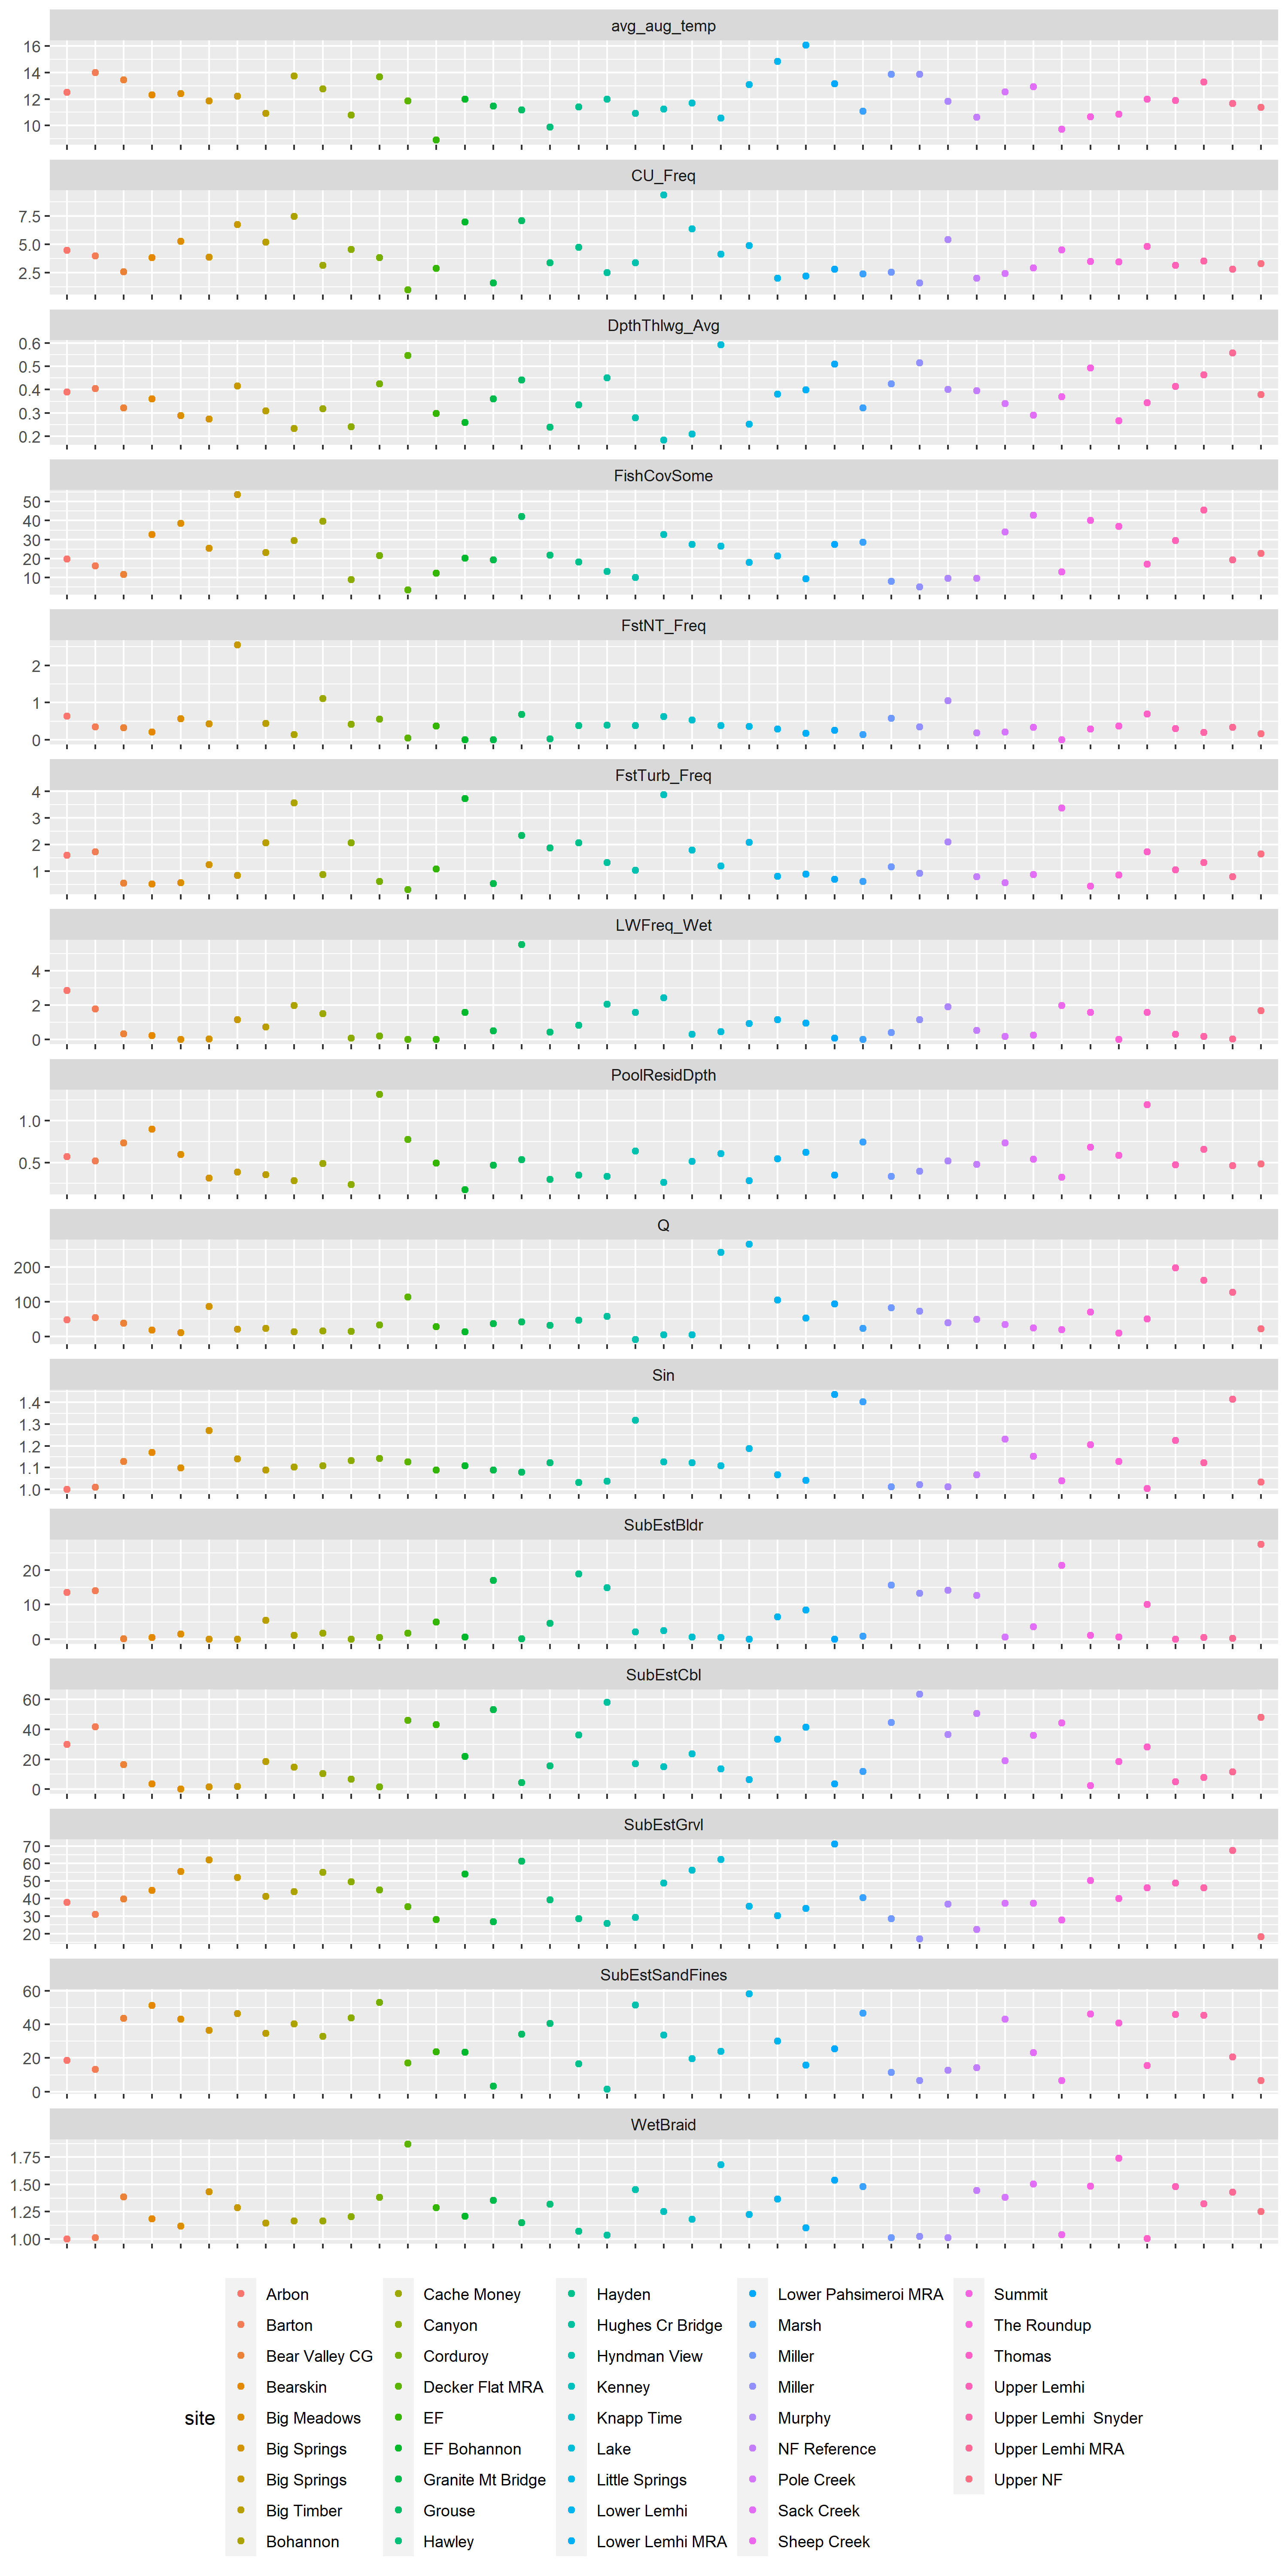 avg_aug_temp
16
14
12
10
CU_Freq
7.5
5.0
2.5
DpthThlwg_Avg
0.6
0.5
0.4
0.3
0.2
FishCovSome
50
40
30
20
10
FstNT_Freq
2
1
0
FstTurb_Freq
4
3
2
1
LWFreq_Wet
4
2
0
PoolResidDpth
1.0
0.5
Q
200
100
0
Sin
1.4
1.3
1.2
1.1
1.0
SubEstBldr
20
10
0
SubEstCbl
60
40
20
0
SubEstGrvl
70
60
50
40
30
20
SubEstSandFines
60
40
20
0
WetBraid
1.75
1.50
1.25
1.00
site
Arbon
Barton
Bear Valley CG
Bearskin
Big Meadows
Big Springs
Big Springs
Big Timber
Bohannon
Cache Money
Canyon
Corduroy
Decker Flat MRA
EF
EF Bohannon
Granite Mt Bridge
Grouse
Hawley
Hayden
Hughes Cr Bridge
Hyndman View
Kenney
Knapp Time
Lake
Little Springs
Lower Lemhi
Lower Lemhi MRA
Lower Pahsimeroi MRA
Marsh
Miller
Miller
Murphy
NF Reference
Pole Creek
Sack Creek
Sheep Creek
Summit
The Roundup
Thomas
Upper Lemhi
Upper Lemhi  Snyder
Upper Lemhi MRA
Upper NF